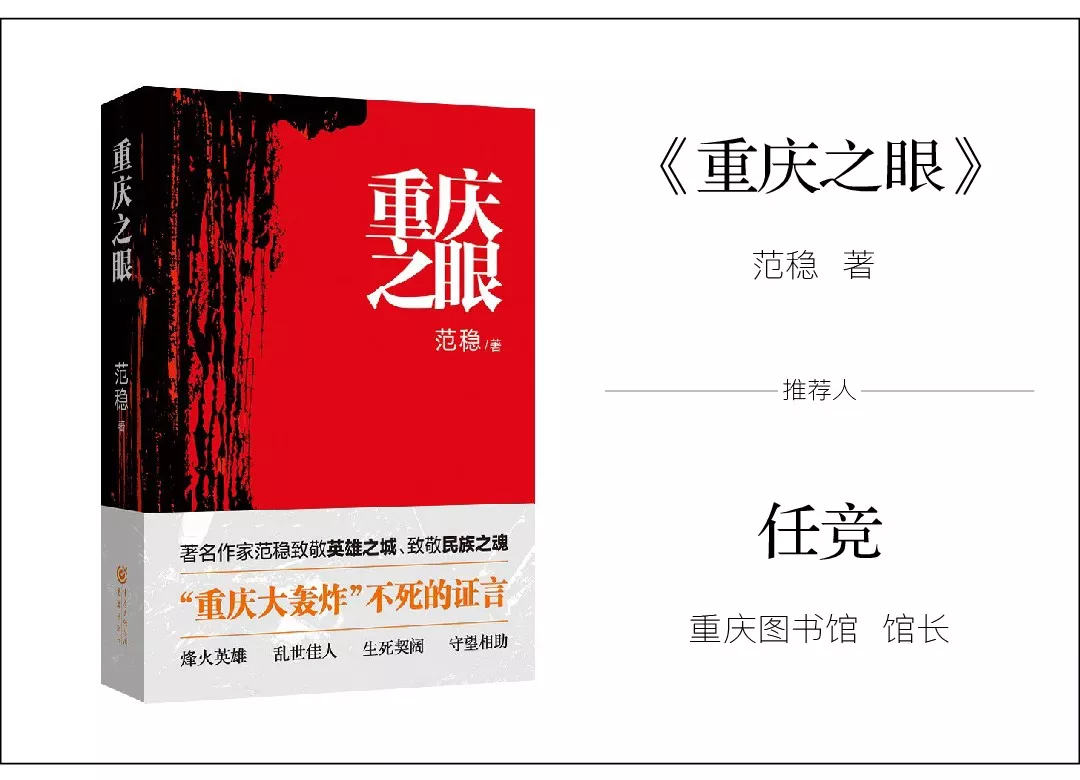 重庆之眼
范稳 著
重庆
之眼
范稳/著
著名作家范稳致敬英雄之城、致敬民族之魂
“重庆大轰炸”不死的证言
烽火英雄 乱世佳人 生死契阔 守望相助
《重庆之眼》
范稳 著
推荐人
任竞
重庆图书馆 馆长